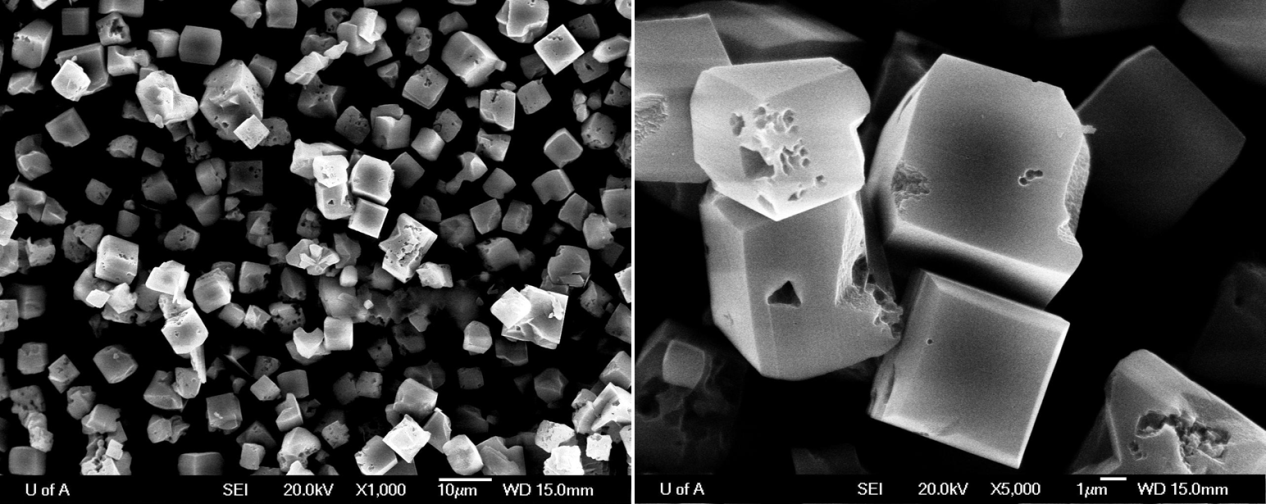 U of A SEI 20.0kV X1,000 10μm WD 15.0mm
U of A SEI 20.0kV X5,000 1μm WD 15.0mm